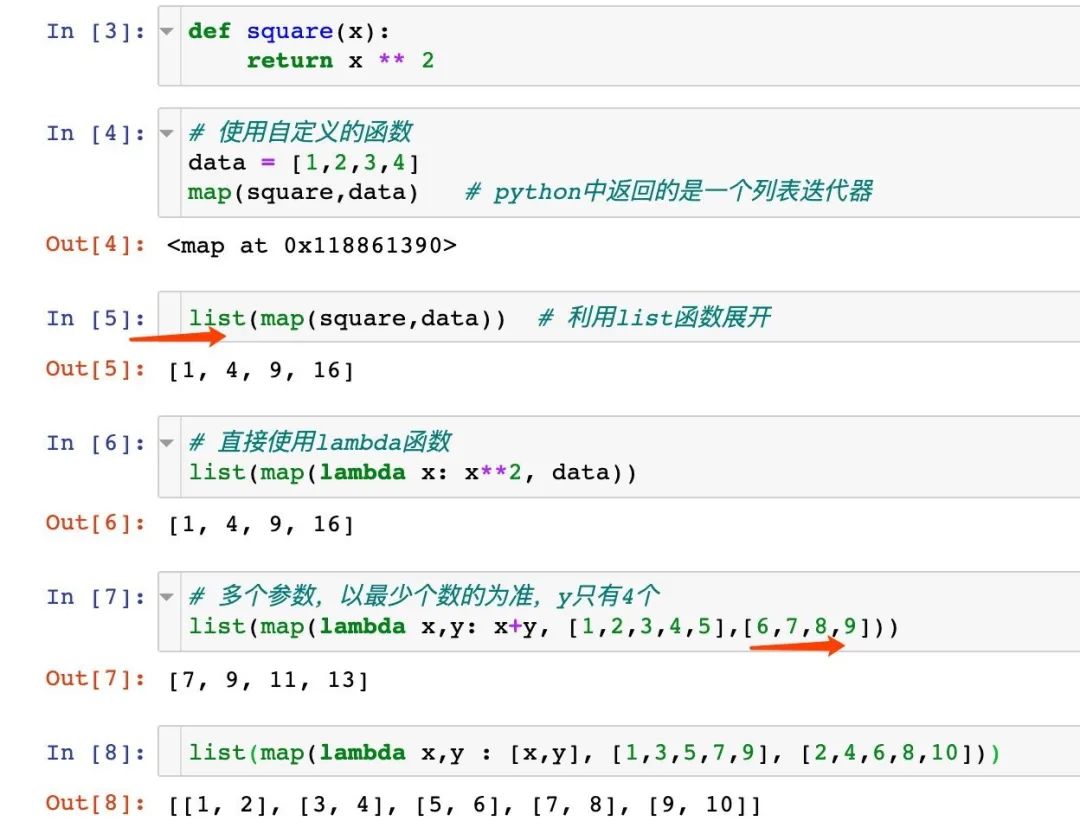 In [3]: def square(x):
return x ** 2
In [4]: # 使用自定义的函数
data = [1,2,3,4]
map(square,data) # python中返回的是一个列表迭代器
Out[4]: <map at 0x118861390>
In [5]: list(map(square,data)) # 利用list函数展开
Out[5]: [1, 4, 9, 16]
In [6]: # 直接使用lambda函数
list(map(lambda x: x**2, data))
Out[6]: [1, 4, 9, 16]
In [7]: # 多个参数，以最少个数的为准，y只有4个
list(map(lambda x,y: x+y, [1,2,3,4,5],[6,7,8,9]))
Out[7]: [7, 9, 11, 13]
In [8]: list(map(lambda x,y : [x,y], [1,3,5,7,9], [2,4,6,8,10]))
Out[8]: [[1, 2], [3, 4], [5, 6], [7, 8], [9, 10]]